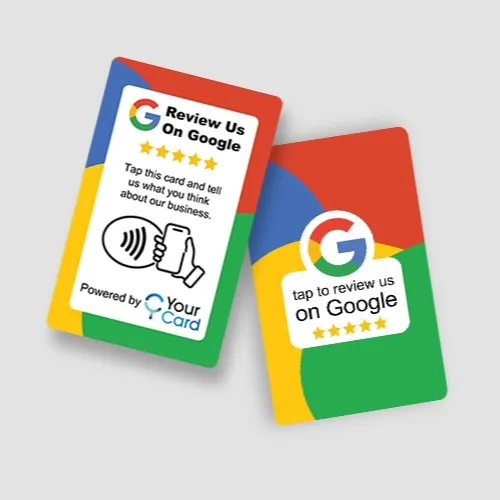 Review Us
On Google
Tap this card and tell
us what you think
about our business.
Powered by Your
Card
tap to review us
on Google